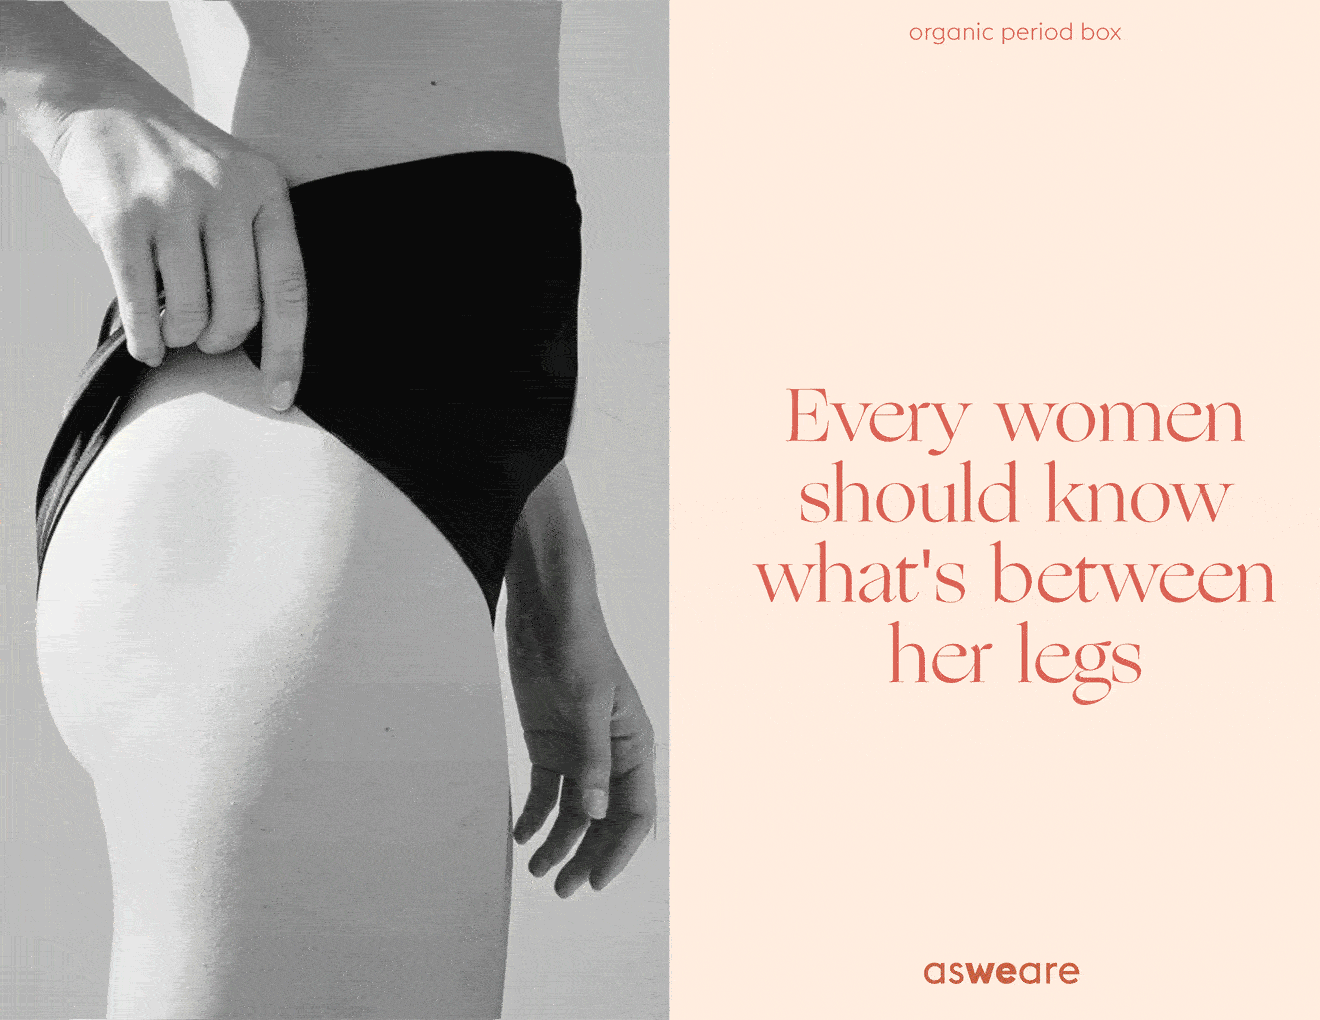 organic period box
Every women
should know
what's between
her legs
asweare